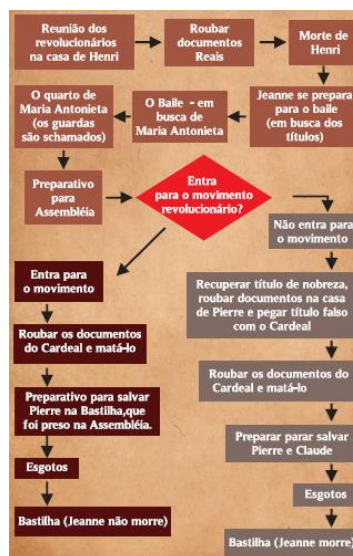 Reunião dos
revolucionários
na casa de Henri
Roubar
documentos
Reais
Morte de
Henri
Jeanne se prepara
para o baile
(em busca dos
títulos)
O Baile - em
busca de
Maria Antonieta
O quarto de
Maria Antonieta
(os guardas
são schamados)
Preparativo
para
Assembléia
Entra
para o movimento
revolucionário?
Não entra para
o movimento
Recuperar título de nobreza,
roubar documentos na casa
de Pierre e pegar título falso
com o Cardeal
Roubar os documentos do
Cardeal e matá-lo
Preparar parar salvar
Pierre e Claude
Esgotos
Bastilha (Jeanne morre)
Entra para
o movimento
Roubar os documentos
do Cardeal e matá-lo
Preparativo para salvar
Pierre na Bastilha,que
foi preso na Assembléia.
Esgotos
Bastilha (Jeanne não morre)